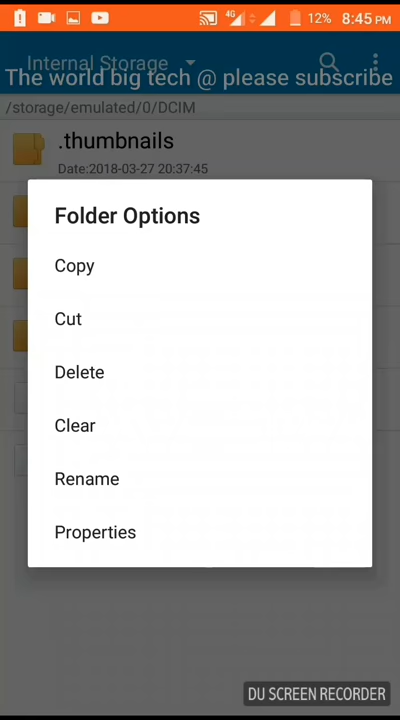 4G 12% 8:45 PM
Internal Storage
The world big tech @ please subscribe
/storage/emulated/0/DCIM
.thumbnails
Date:2018-03-27 20:37:45
Folder Options
Copy
Cut
Delete
Clear
Rename
Properties
DU SCREEN RECORDER